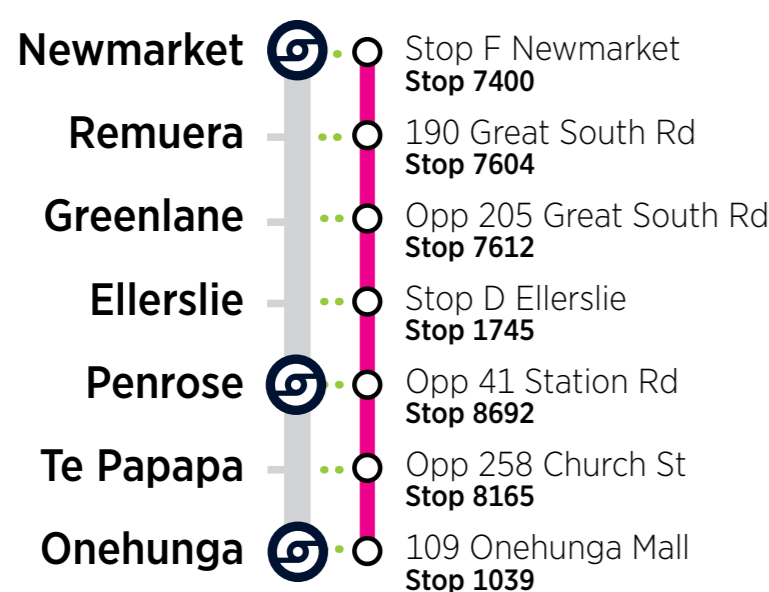 Newmarket
Stop F Newmarket
Stop 7400
Remuera
190 Great South Rd
Stop 7604
Greenlane
Opp 205 Great South Rd
Stop 7612
Ellerslie
Stop D Ellerslie
Stop 1745
Penrose
Opp 41 Station Rd
Stop 8692
Te Papapa
Opp 258 Church St
Stop 8165
Onehunga
109 Onehunga Mall
Stop 1039